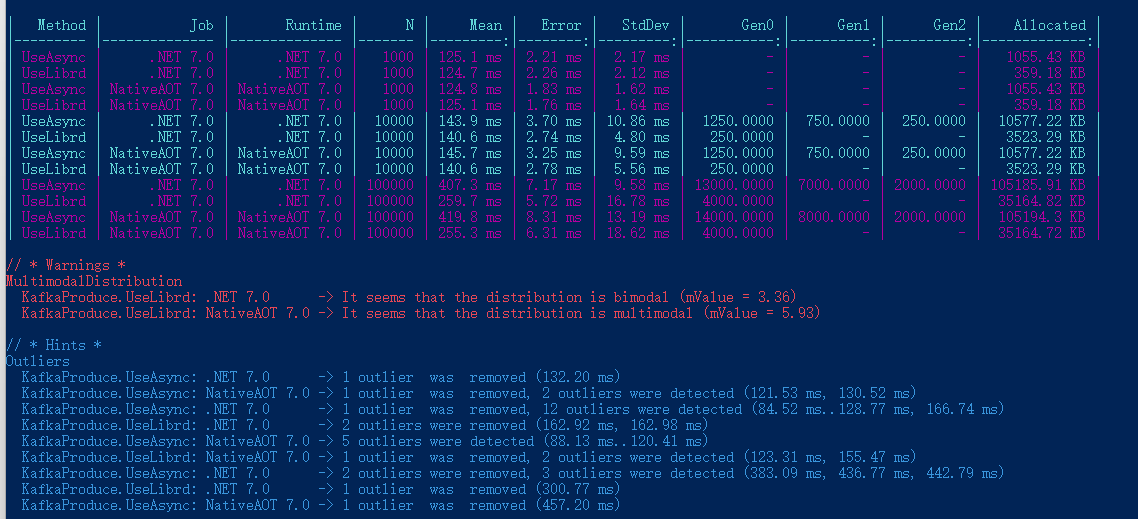 | Method | Job | Runtime | N | Mean | Error | StdDev | Gen0 | Gen1 | Gen2 | Allocated |
|--------- |-------------- |-------------- |------- |---------:|--------:|---------:|-----------:|----------:|----------:|-------------:|
| UseAsync | .NET 7.0 | .NET 7.0 | 1000 | 125.1 ms | 2.21 ms | 2.17 ms | - | - | - | 1055.43 KB |
| UseLibrd | .NET 7.0 | .NET 7.0 | 1000 | 124.7 ms | 2.26 ms | 2.12 ms | - | - | - | 359.18 KB |
| UseAsync | NativeAOT 7.0 | NativeAOT 7.0 | 1000 | 124.8 ms | 1.83 ms | 1.62 ms | - | - | - | 1055.43 KB |
| UseLibrd | NativeAOT 7.0 | NativeAOT 7.0 | 1000 | 125.1 ms | 1.76 ms | 1.64 ms | - | - | - | 359.18 KB |
| UseAsync | .NET 7.0 | .NET 7.0 | 10000 | 143.9 ms | 3.70 ms | 10.86 ms | 1250.0000 | 750.0000 | 250.0000 | 10577.22 KB |
| UseLibrd | .NET 7.0 | .NET 7.0 | 10000 | 140.6 ms | 2.74 ms | 4.80 ms | 250.0000 | - | - | 3523.29 KB |
| UseAsync | NativeAOT 7.0 | NativeAOT 7.0 | 10000 | 145.7 ms | 3.25 ms | 9.59 ms | 1250.0000 | 750.0000 | 250.0000 | 10577.22 KB |
| UseLibrd | NativeAOT 7.0 | NativeAOT 7.0 | 10000 | 140.6 ms | 2.78 ms | 5.56 ms | 250.0000 | - | - | 3523.29 KB |
| UseAsync | .NET 7.0 | .NET 7.0 | 100000 | 407.3 ms | 7.17 ms | 9.58 ms | 13000.0000 | 7000.0000 | 2000.0000 | 105185.91 KB |
| UseLibrd | .NET 7.0 | .NET 7.0 | 100000 | 259.7 ms | 5.72 ms | 16.78 ms | 4000.0000 | - | - | 35164.82 KB |
| UseAsync | NativeAOT 7.0 | NativeAOT 7.0 | 100000 | 419.8 ms | 8.31 ms | 13.19 ms | 14000.0000 | 8000.0000 | 2000.0000 | 105194.3 KB |
| UseLibrd | NativeAOT 7.0 | NativeAOT 7.0 | 100000 | 255.3 ms | 6.31 ms | 18.62 ms | 4000.0000 | - | - | 35164.72 KB |
// * Warnings *
MultimodalDistribution
KafkaProduce.UseLibrd: .NET 7.0 -> It seems that the distribution is bimodal (mValue = 3.36)
KafkaProduce.UseLibrd: NativeAOT 7.0 -> It seems that the distribution is multimodal (mValue = 5.93)
// * Hints *
Outliers
KafkaProduce.UseAsync: .NET 7.0 -> 1 outlier was removed (132.20 ms)
KafkaProduce.UseAsync: NativeAOT 7.0 -> 1 outlier was removed, 2 outliers were detected (121.53 ms, 130.52 ms)
KafkaProduce.UseAsync: .NET 7.0 -> 1 outlier was removed, 12 outliers were detected (84.52 ms..128.77 ms, 166.74 ms)
KafkaProduce.UseLibrd: .NET 7.0 -> 2 outliers were removed (162.92 ms, 162.98 ms)
KafkaProduce.UseAsync: NativeAOT 7.0 -> 5 outliers were detected (88.13 ms..120.41 ms)
KafkaProduce.UseLibrd: NativeAOT 7.0 -> 1 outlier was removed, 2 outliers were detected (123.31 ms, 155.47 ms)
KafkaProduce.UseAsync: .NET 7.0 -> 2 outliers were removed, 3 outliers were detected (383.09 ms, 436.77 ms, 442.79 ms)
KafkaProduce.UseLibrd: .NET 7.0 -> 1 outlier was removed (300.77 ms)
KafkaProduce.UseAsync: NativeAOT 7.0 -> 1 outlier was removed (457.20 ms)